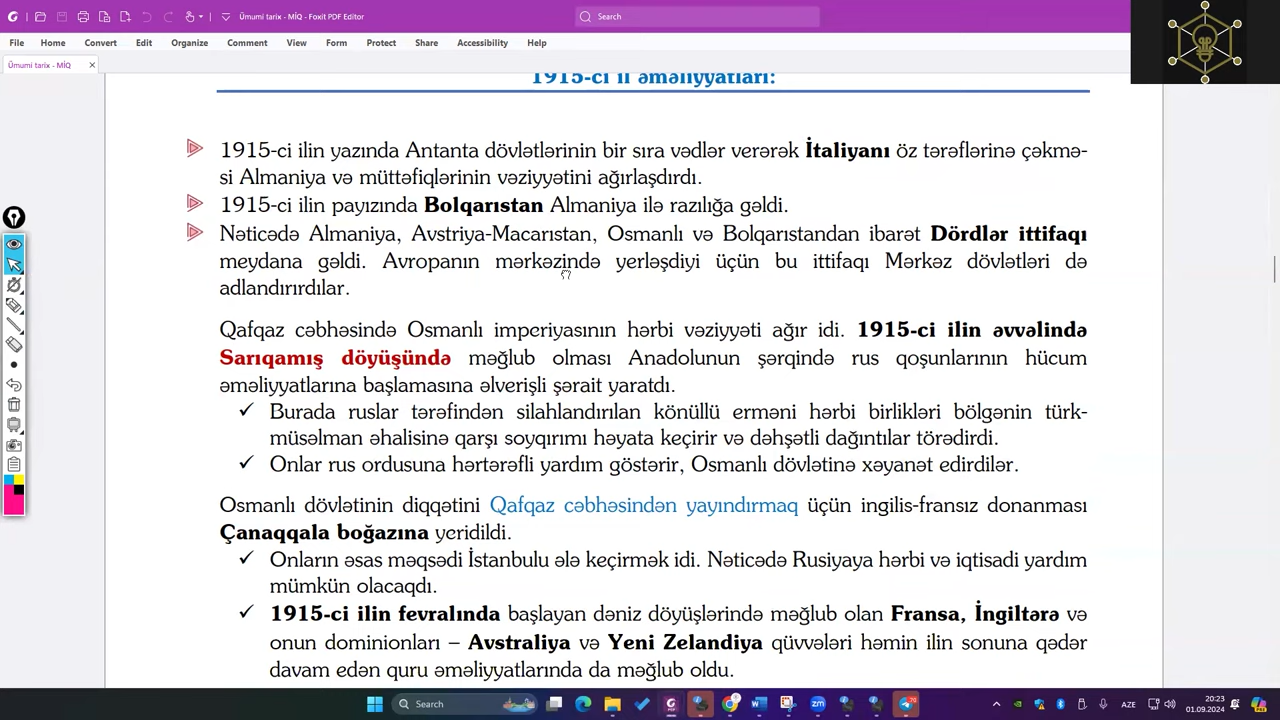 Ümumi tarix - MİQ - Foxit PDF Editor
Search
File Home Convert Edit Organize Comment View Form Protect Share Accessibility Help
Ümumi tarix - MİQ
1915-ci il əməliyyatları:
1915-ci ilin yazında Antanta dövlətlərinin bir sıra vədlər verərək İtaliyanı öz tərəflərinə çəkmə-
si Almaniya və müttəfiqlərinin vəziyyətini ağırlaşdırdı.
1915-ci ilin payızında Bolqarıstan Almaniya ilə razılığa gəldi.
Nəticədə Almaniya, Avstriya-Macarıstan, Osmanlı və Bolqarıstandan ibarət Dördlər ittifaqı
meydana gəldi. Avropanın mərkəzində yerləşdiyi üçün bu ittifaqı Mərkəz dövlətləri də
adlandırırdılar.
Qafqaz cəbhəsində Osmanlı imperiyasının hərbi vəziyyəti ağır idi. 1915-ci ilin əvvəlində
Sarıqamış döyüşündə məğlub olması Anadolunun şərqində rus qoşunlarının hücum
əməliyyatlarına başlamasına əlverişli şərait yaratdı.
Burada ruslar tərəfindən silahlandırılan könüllü erməni hərbi birlikləri bölgənin türk-
müsəlman əhalisinə qarşı soyqırımı həyata keçirir və dəhşətli dağıntılar törədirdi.
Onlar rus ordusuna hərtərəfli yardım göstərir, Osmanlı dövlətinə xəyanət edirdilər.
Osmanlı dövlətinin diqqətini Qafqaz cəbhəsindən yayındırmaq üçün ingilis-fransız donanması
Çanaqqala boğazına yeridildi.
Onların əsas məqsədi İstanbulu ələ keçirmək idi. Nəticədə Rusiyaya hərbi və iqtisadi yardım
mümkün olacaqdı.
1915-ci ilin fevralında başlayan dəniz döyüşlərində məğlub olan Fransa, İngiltərə və
onun dominionları – Avstraliya və Yeni Zelandiya qüvvələri həmin ilin sonuna qədər
davam edən quru əməliyyatlarında da məğlub oldu.
Search
AZE
20:23
01.09.2024